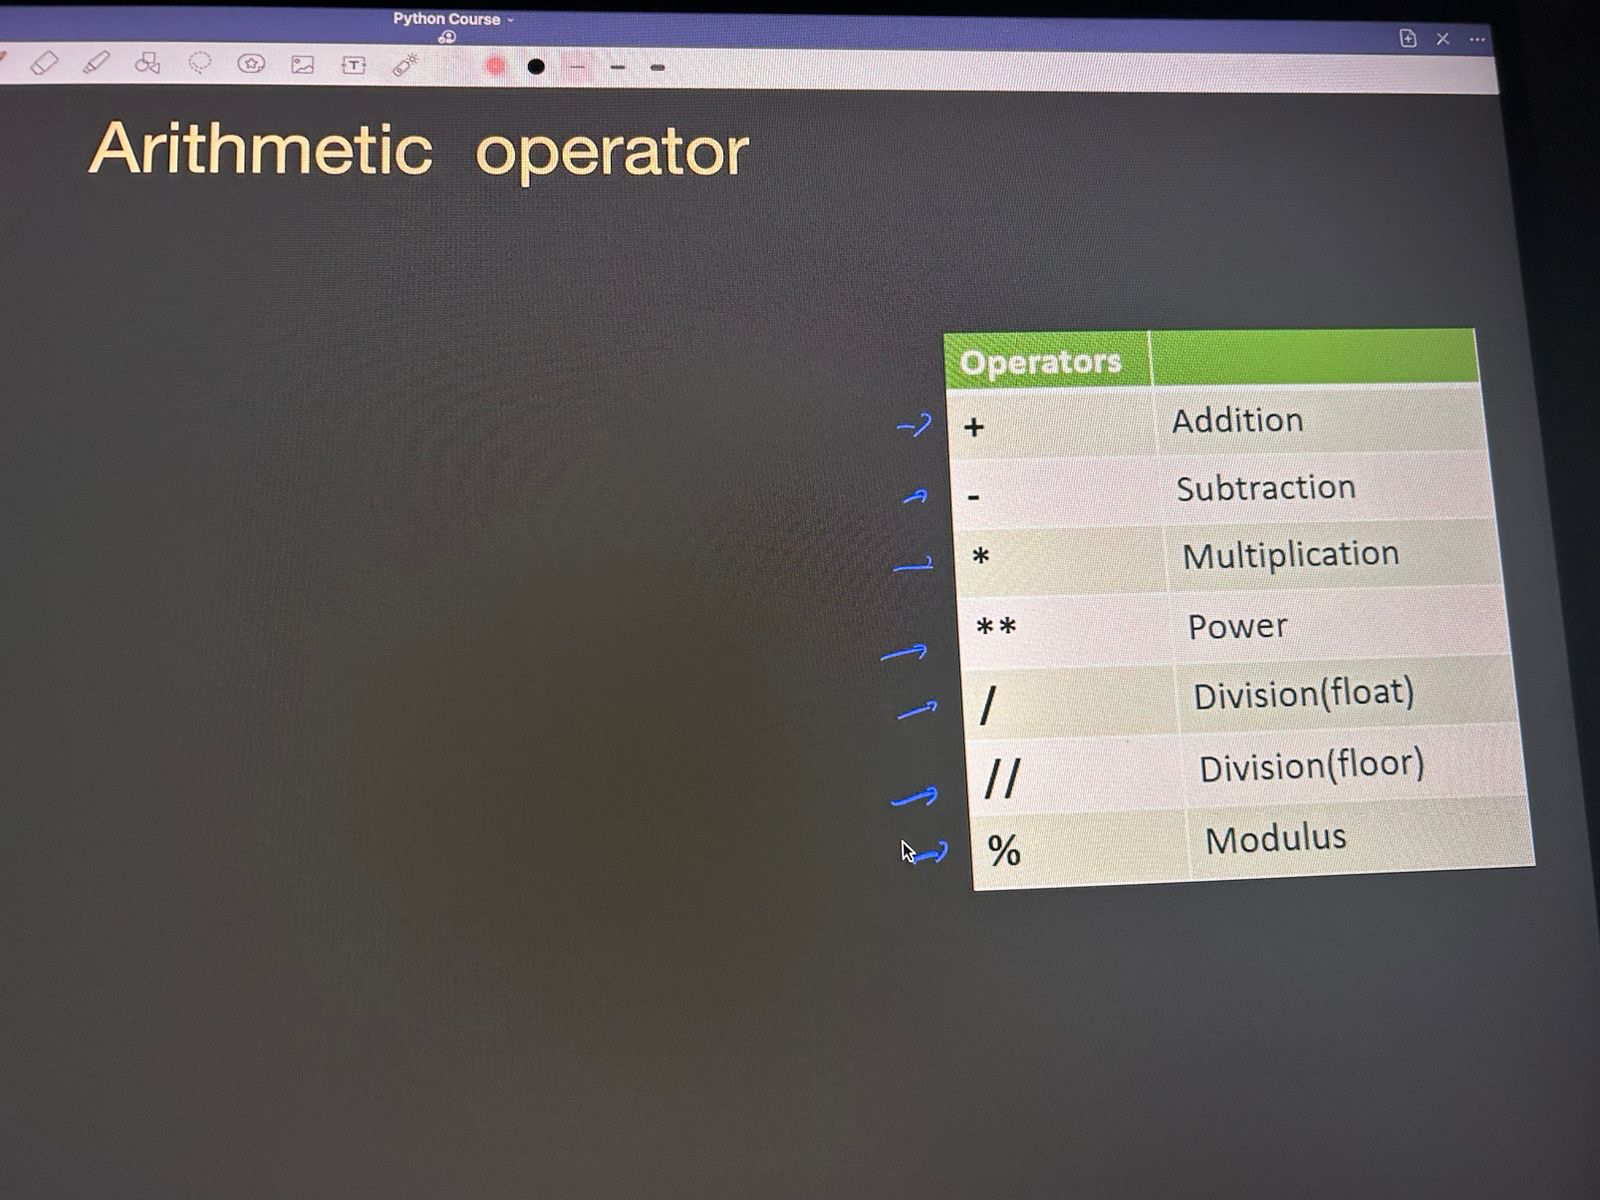 Python Course
T
Arithmetic operator
Operators
+ Addition
- Subtraction
* Multiplication
** Power
/ Division(float)
// Division(floor)
% Modulus